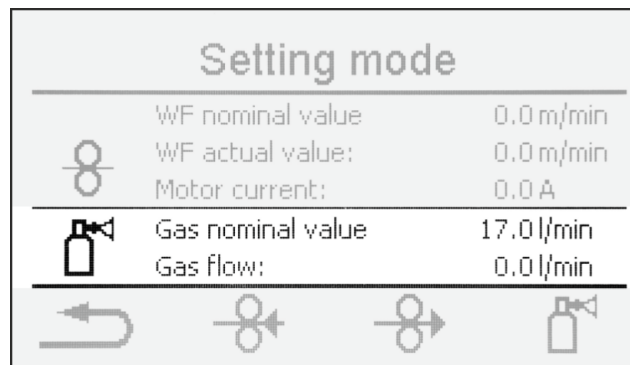 Setting mode
WF nominal value 0.0 m/min
WF actual value: 0.0 m/min
Motor current: 0.0 A
Gas nominal value 17.0 l/min
Gas flow: 0.0 l/min